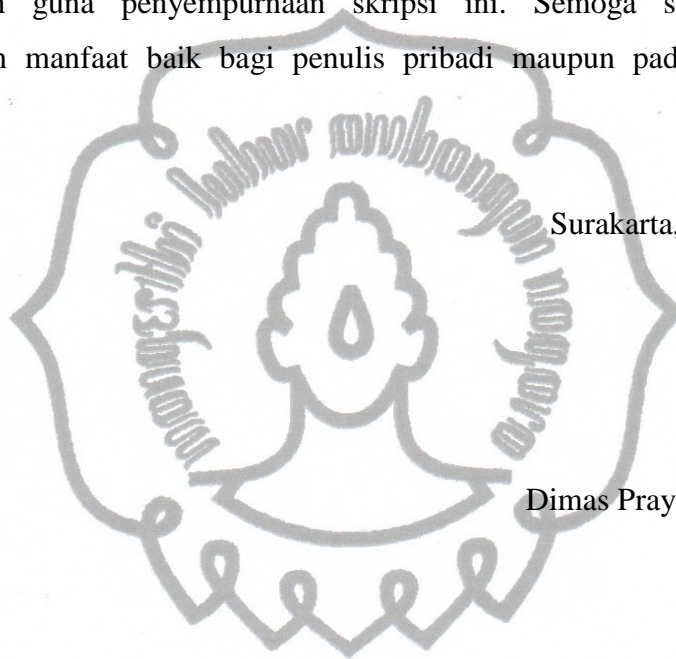 guna penyempurnaan skripsi ini. Semoga s
manfaat baik bagi penulis pribadi maupun pad
Surakarta,
Dimas Pray